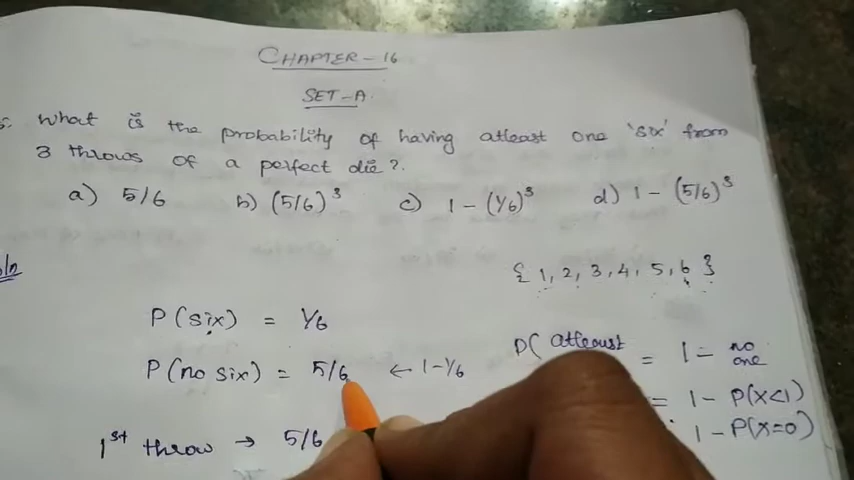 CHAPTER-16
SET-A
What is the probability of having atleast one 'six' from
3 throws of a perfect die?.
a) 5/6 b) (5/6)³ c) 1 - (1/6)³ d) 1 - (5/6)³
{1, 2, 3, 4, 5, 6}
P(six) = 1/6
P(atleast = 1 - no one
P(no six) = 5/6 ← 1-1/6
= 1 - P(X<1)
1st throw → 5/6
1 - P(X=0)